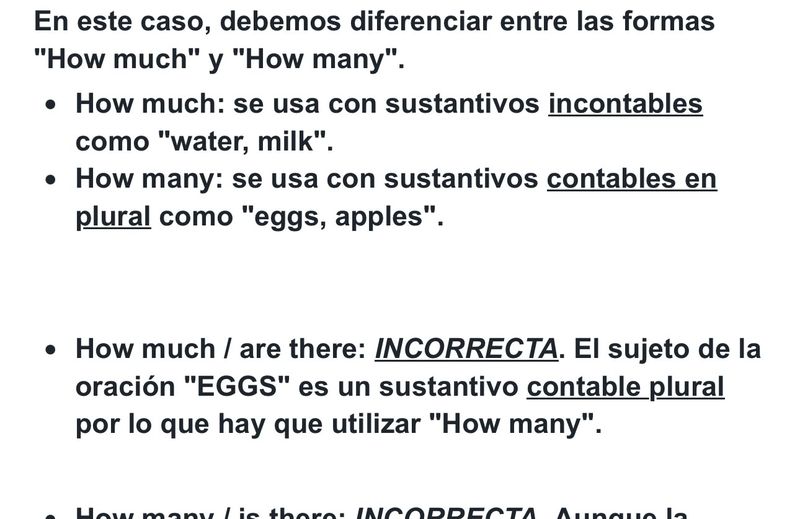 En este caso, debemos diferenciar entre las formas
"How much" y "How many".
• How much: se usa con sustantivos incontables
como "water, milk".
• How many: se usa con sustantivos contables en
plural como "eggs, apples".
• How much / are there: INCORRECTA. El sujeto de la
oración "EGGS" es un sustantivo contable plural
por lo que hay que utilizar "How many".
• How many / is there: INCORRECTA. Aunque la